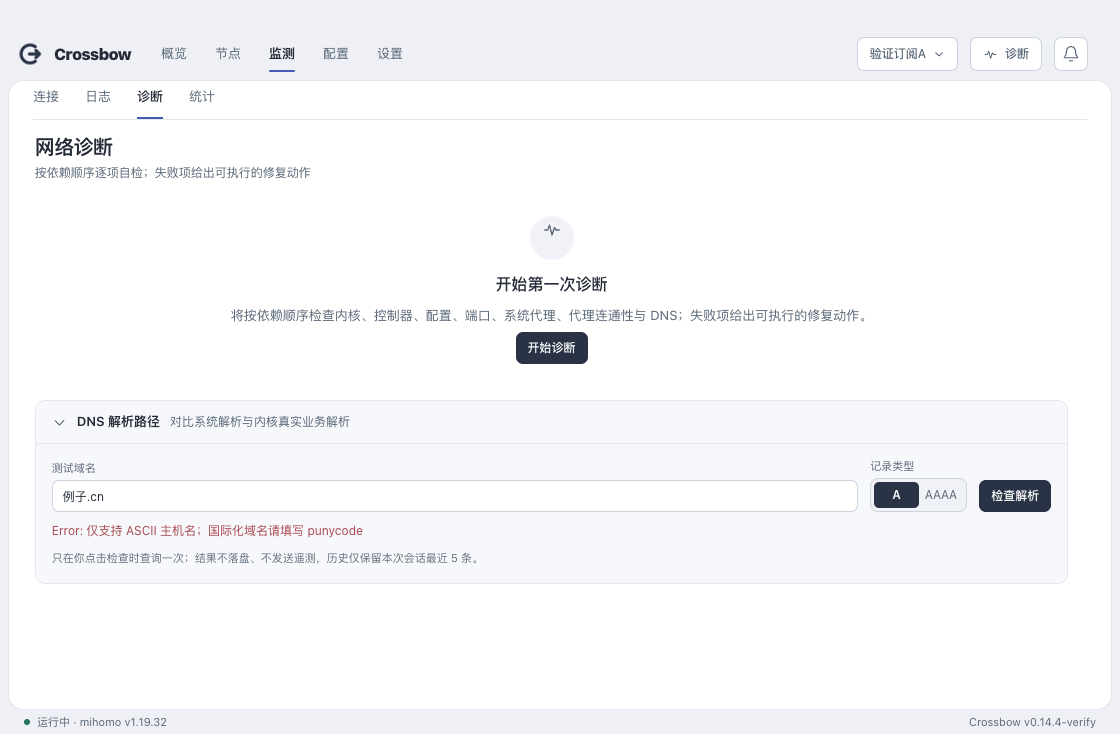 Crossbow 概览 节点 监测 配置 设置 验证订阅A 诊断
连接 日志 诊断 统计
网络诊断
按依赖顺序逐项自检；失败项给出可执行的修复动作
开始第一次诊断
将按依赖顺序检查内核、控制器、配置、端口、系统代理、代理连通性与 DNS；失败项给出可执行的修复动作。
开始诊断
DNS 解析路径 对比系统解析与内核真实业务解析
测试域名 记录类型
例子.cn A AAAA 检查解析
Error: 仅支持 ASCII 主机名；国际化域名请填写 punycode
只在你点击检查时查询一次；结果不落盘、不发送遥测，历史仅保留本次会话最近 5 条。
运行中 · mihomo v1.19.32 Crossbow v0.14.4-verify